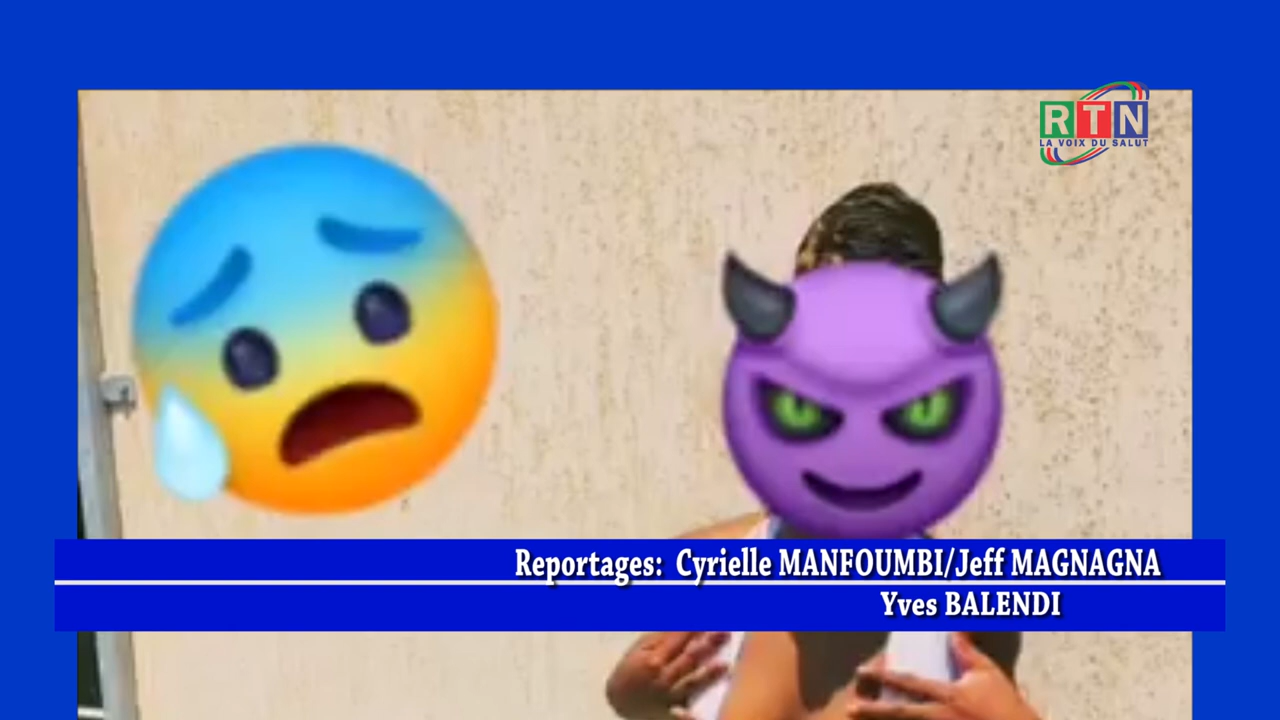 RTN
LA VOIX DU SALUT
Reportages: Cyrielle MANFOUMBI/Jeff MAGNAGNA
Yves BALENDI